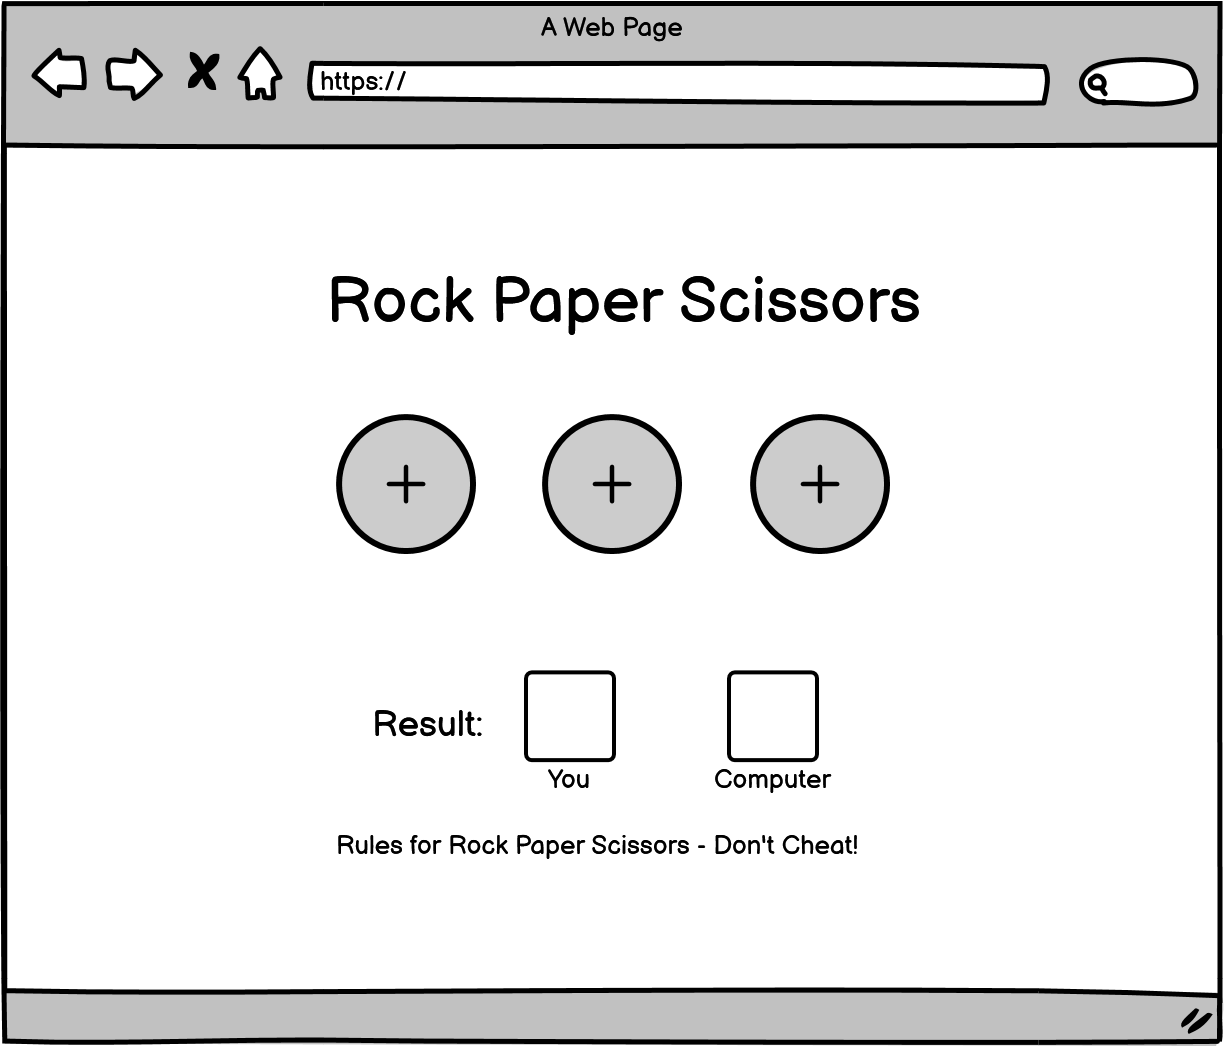 A Web Page
https://
Rock Paper Scissors
Result:
You
Computer
Rules for Rock Paper Scissors - Don't Cheat!